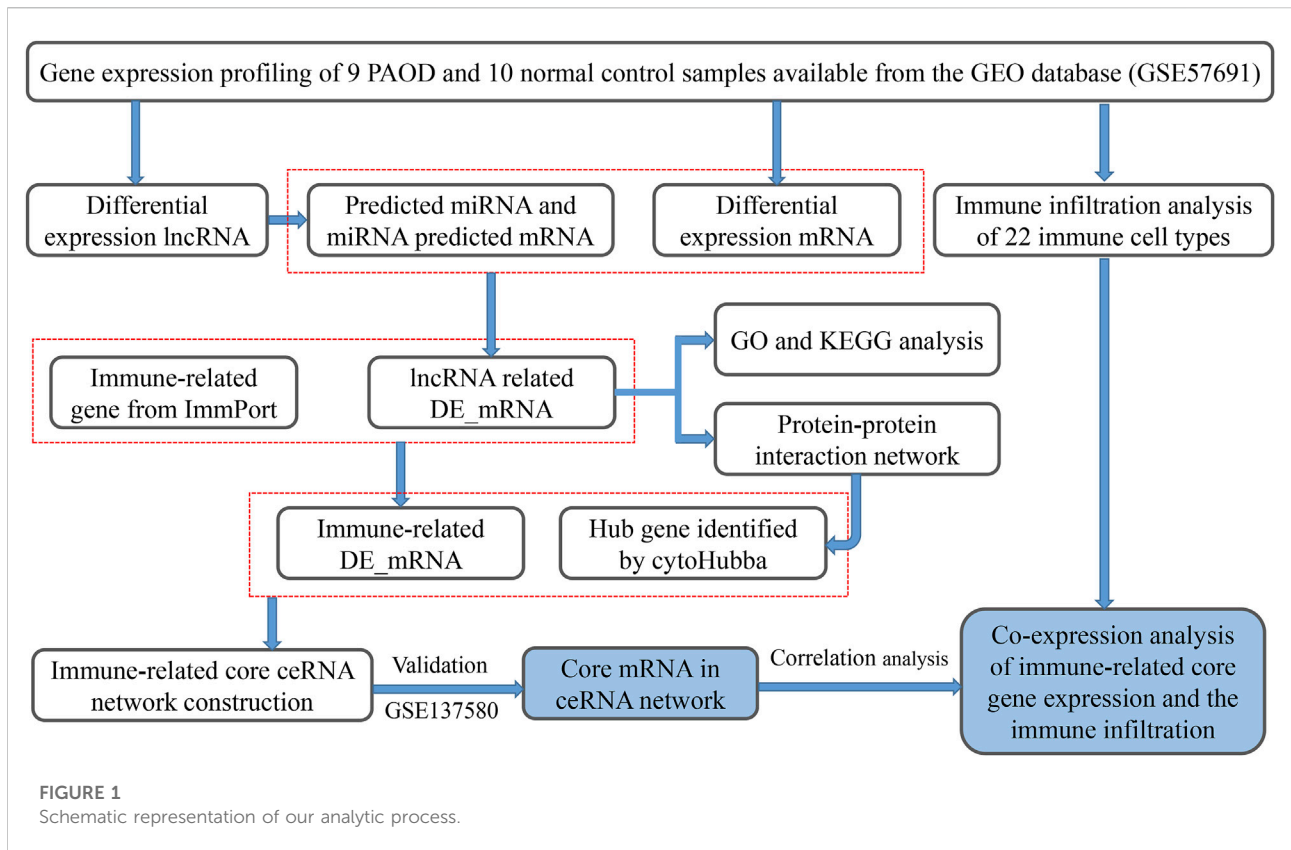 Gene expression profiling of 9 PAOD and 10 normal control samples available from the GEO database (GSE57691)
Differential
expression lncRNA
Predicted miRNA and
miRNA predicted mRNA
Differential
expression mRNA
Immune infiltration analysis
of 22 immune cell types
GO and KEGG analysis
Immune-related
gene from ImmPort
lncRNA related
DE_mRNA
Protein-protein
interaction network
Immune-related
DE_mRNA
Hub gene identified
by cytoHubba
Immune-related core ceRNA
network construction
Validation
GSE137580
Core mRNA in
ceRNA network
Correlation analysis
Co-expression analysis
of immune-related core
gene expression and the
immune infiltration
FIGURE 1
Schematic representation of our analytic process.